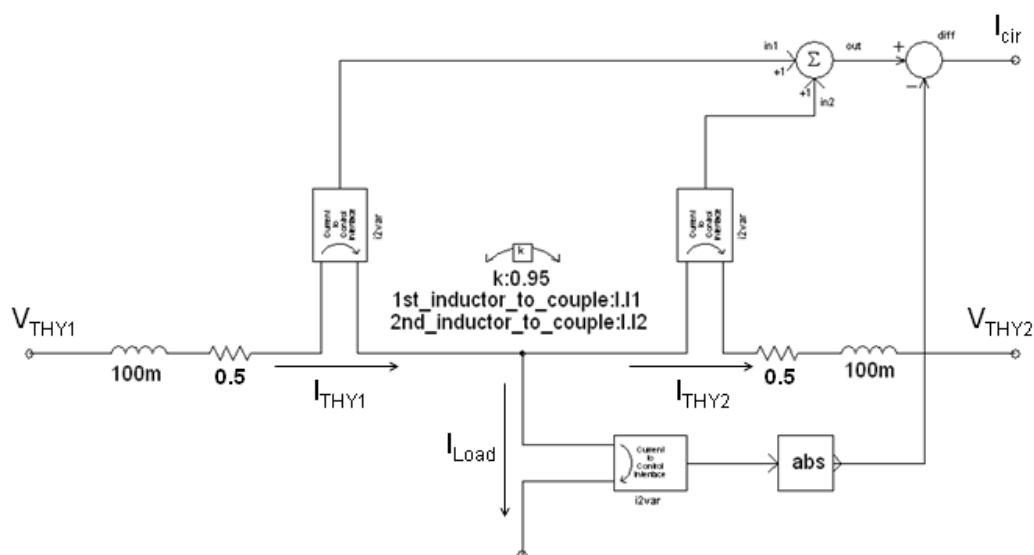 I_cir
diff
in1
out
+
+1
Σ
+1
in2
−
Current
to
Control
Interface
i2var
Current
to
Control
Interface
i2var
k
k:0.95
1st_inductor_to_couple:l.l1
2nd_inductor_to_couple:l.l2
V_THY1
V_THY2
100m
0.5
I_THY1
I_THY2
0.5
100m
I_Load
Current
to
Control
Interface
i2var
abs